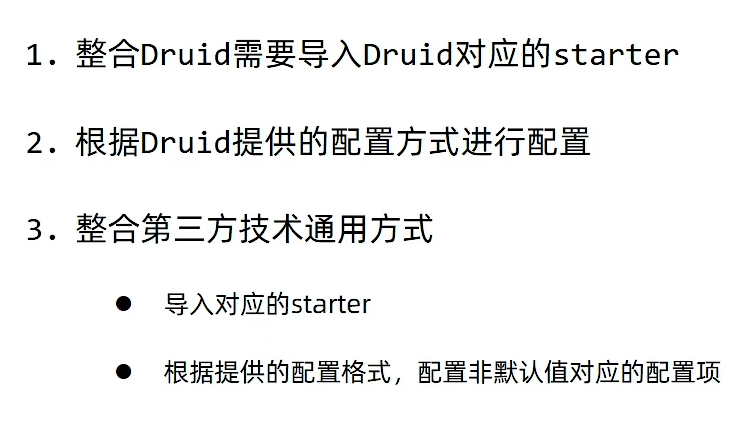 1. 整合Druid需要导入Druid对应的starter
2. 根据Druid提供的配置方式进行配置
3. 整合第三方技术通用方式
● 导入对应的starter
● 根据提供的配置格式，配置非默认值对应的配置项